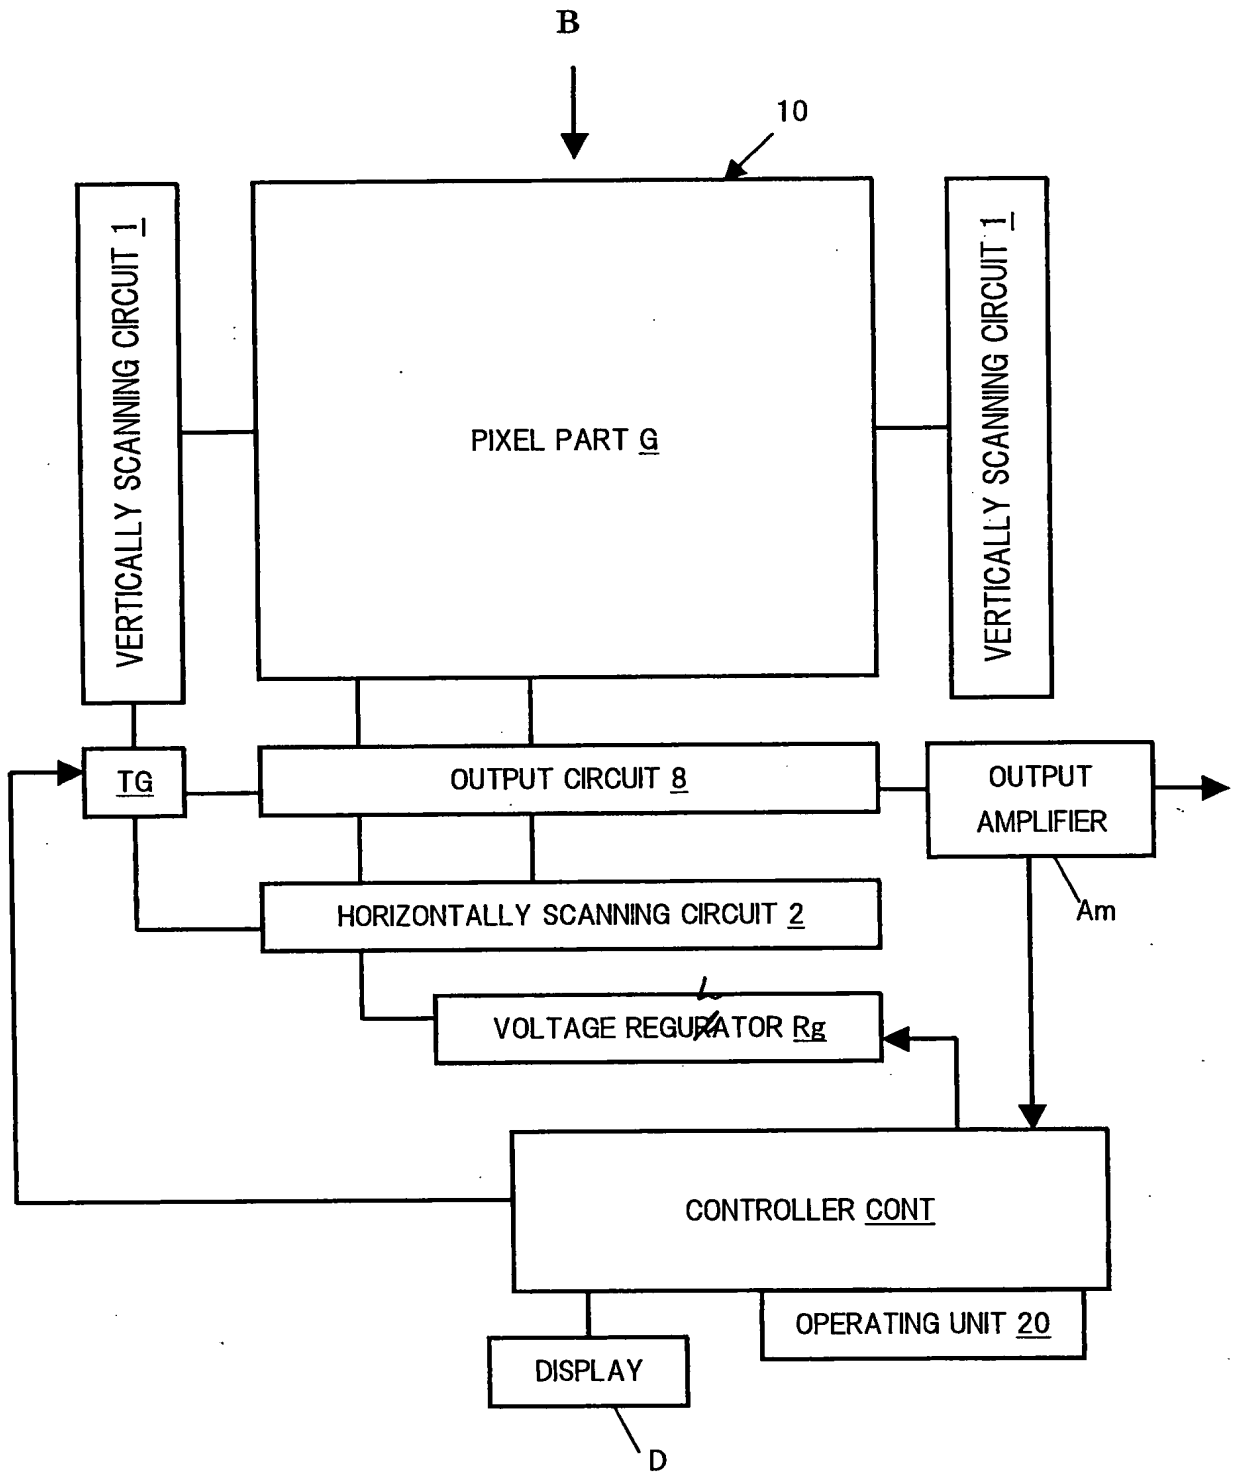 B
10
VERTICALLY SCANNING CIRCUIT 1
PIXEL PART G
VERTICALLY SCANNING CIRCUIT 1
TG
OUTPUT CIRCUIT 8
OUTPUT
AMPLIFIER
Am
HORIZONTALLY SCANNING CIRCUIT 2
L
VOLTAGE REGURATOR Rg
CONTROLLER CONT
OPERATING UNIT 20
DISPLAY
D